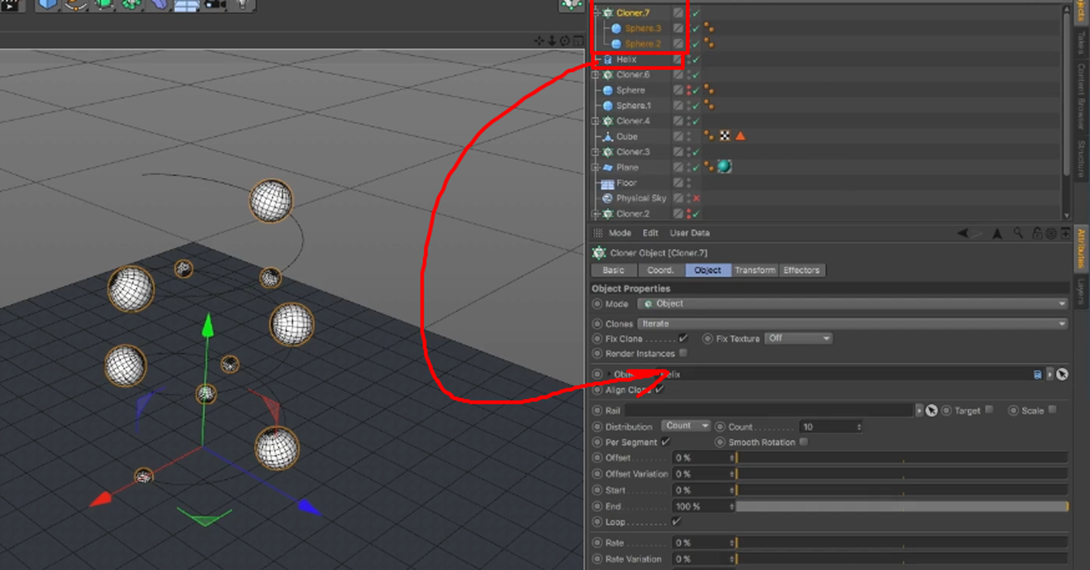 Cloner.7
Sphere.3
Sphere.2
Helix
Cloner.6
Sphere
Sphere.1
Cloner.4
Cube
Cloner.3
Plane
Floor
Physical Sky
Cloner.2
Takes
Content Browser
Structure
Mode Edit User Data
Cloner Object [Cloner.7]
Basic Coord. Object Transform Effectors
Object Properties
Mode Object
Clones Iterate
Fix Clone Fix Texture Off
Render Instances
Align Clone
Rail Target Scale
Distribution Count Count 10
Per Segment Smooth Rotation
Offset 0 %
Offset Variation 0 %
Start 0 %
End 100 %
Loop
Rate 0 %
Rate Variation 0 %
Attributes
Layers